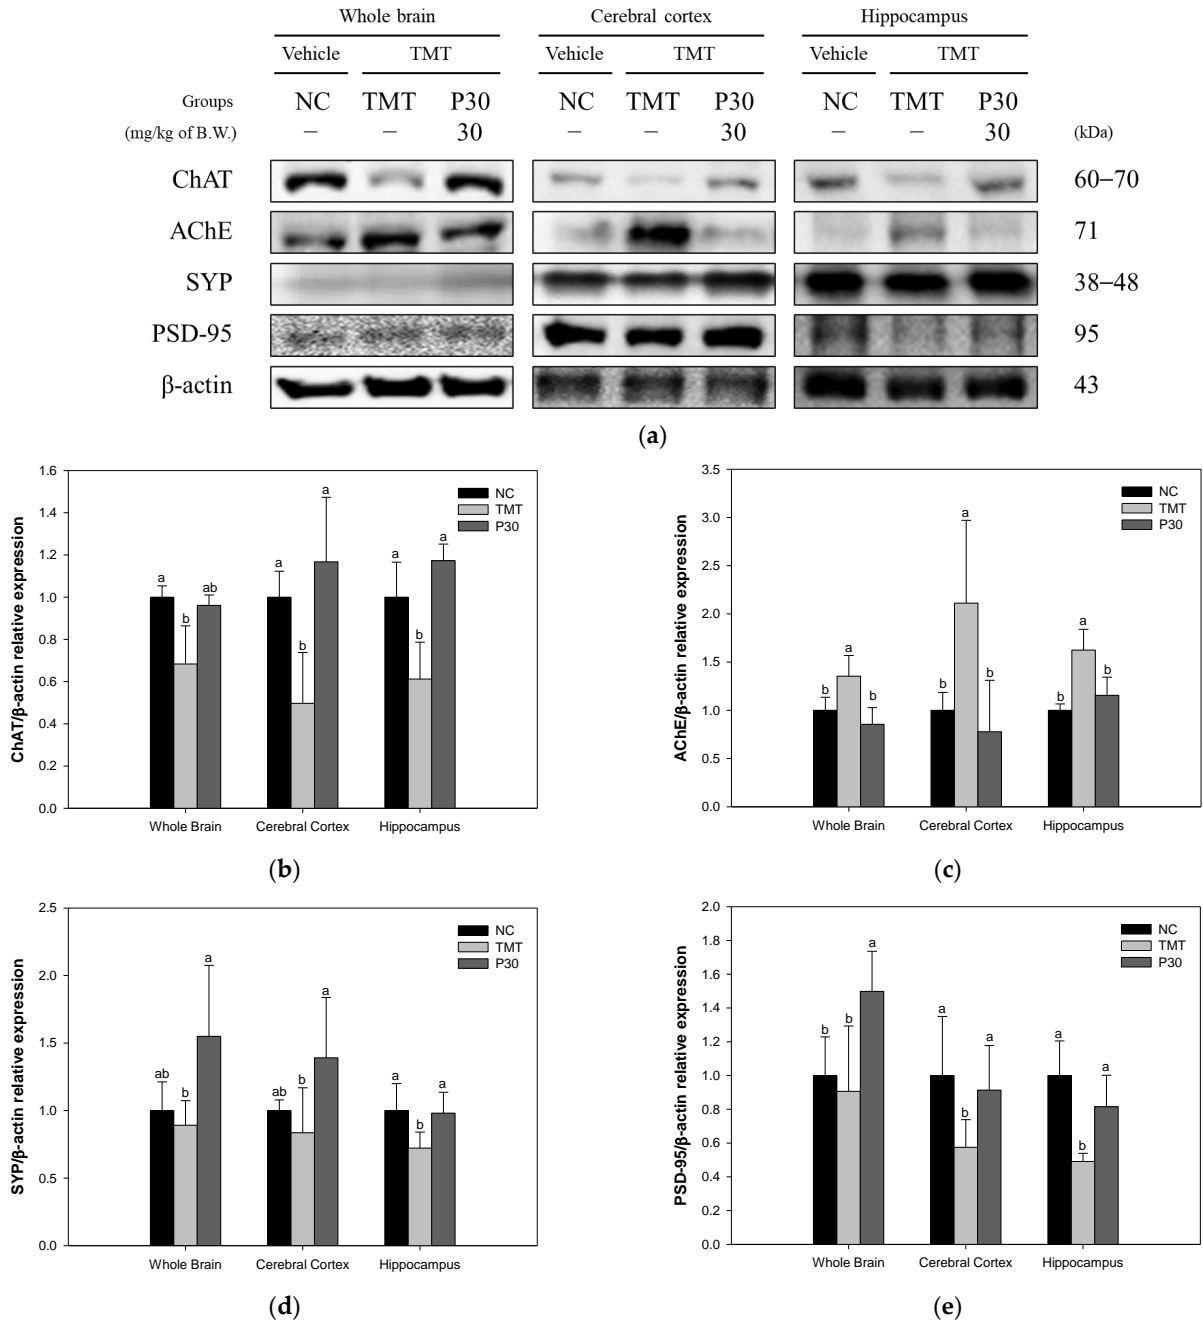 Whole brain Cerebral cortex Hippocampus
Vehicle TMT Vehicle TMT Vehicle TMT
Groups NC TMT P30 NC TMT P30 NC TMT P30
(mg/kg of B.W.) – – 30 – – 30 – – 30 (kDa)
ChAT 60–70
AChE 71
SYP 38–48
PSD-95 95
β-actin 43
(a)
ChAT/β-actin relative expression
1.6
1.4
1.2
1.0
0.8
0.6
0.4
0.2
0.0
NC
TMT
P30
a b ab a b a a b a
Whole Brain Cerebral Cortex Hippocampus
(b)
AChE/β-actin relative expression
3.5
3.0
2.5
2.0
1.5
1.0
0.5
0.0
NC
TMT
P30
b a b b a b b a b
Whole Brain Cerebral Cortex Hippocampus
(c)
SYP/β-actin relative expression
2.5
2.0
1.5
1.0
0.5
0.0
NC
TMT
P30
ab b a ab b a a b a
Whole Brain Cerebral Cortex Hippocampus
(d)
PSD-95/β-actin relative expression
2.0
1.8
1.6
1.4
1.2
1.0
0.8
0.6
0.4
0.2
0.0
NC
TMT
P30
b b a a b a a b a
Whole Brain Cerebral Cortex Hippocampus
(e)